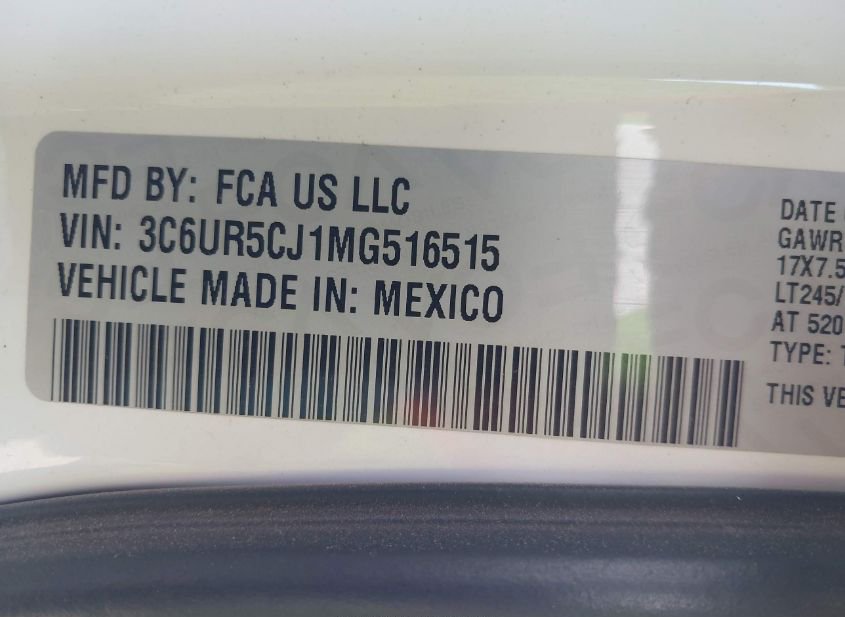 MFD BY: FCA US LLC
VIN: 3C6UR5CJ1MG516515
VEHICLE MADE IN: MEXICO
DATE
GAWR
17X7.5
LT245/
AT 520
TYPE:
THIS VE